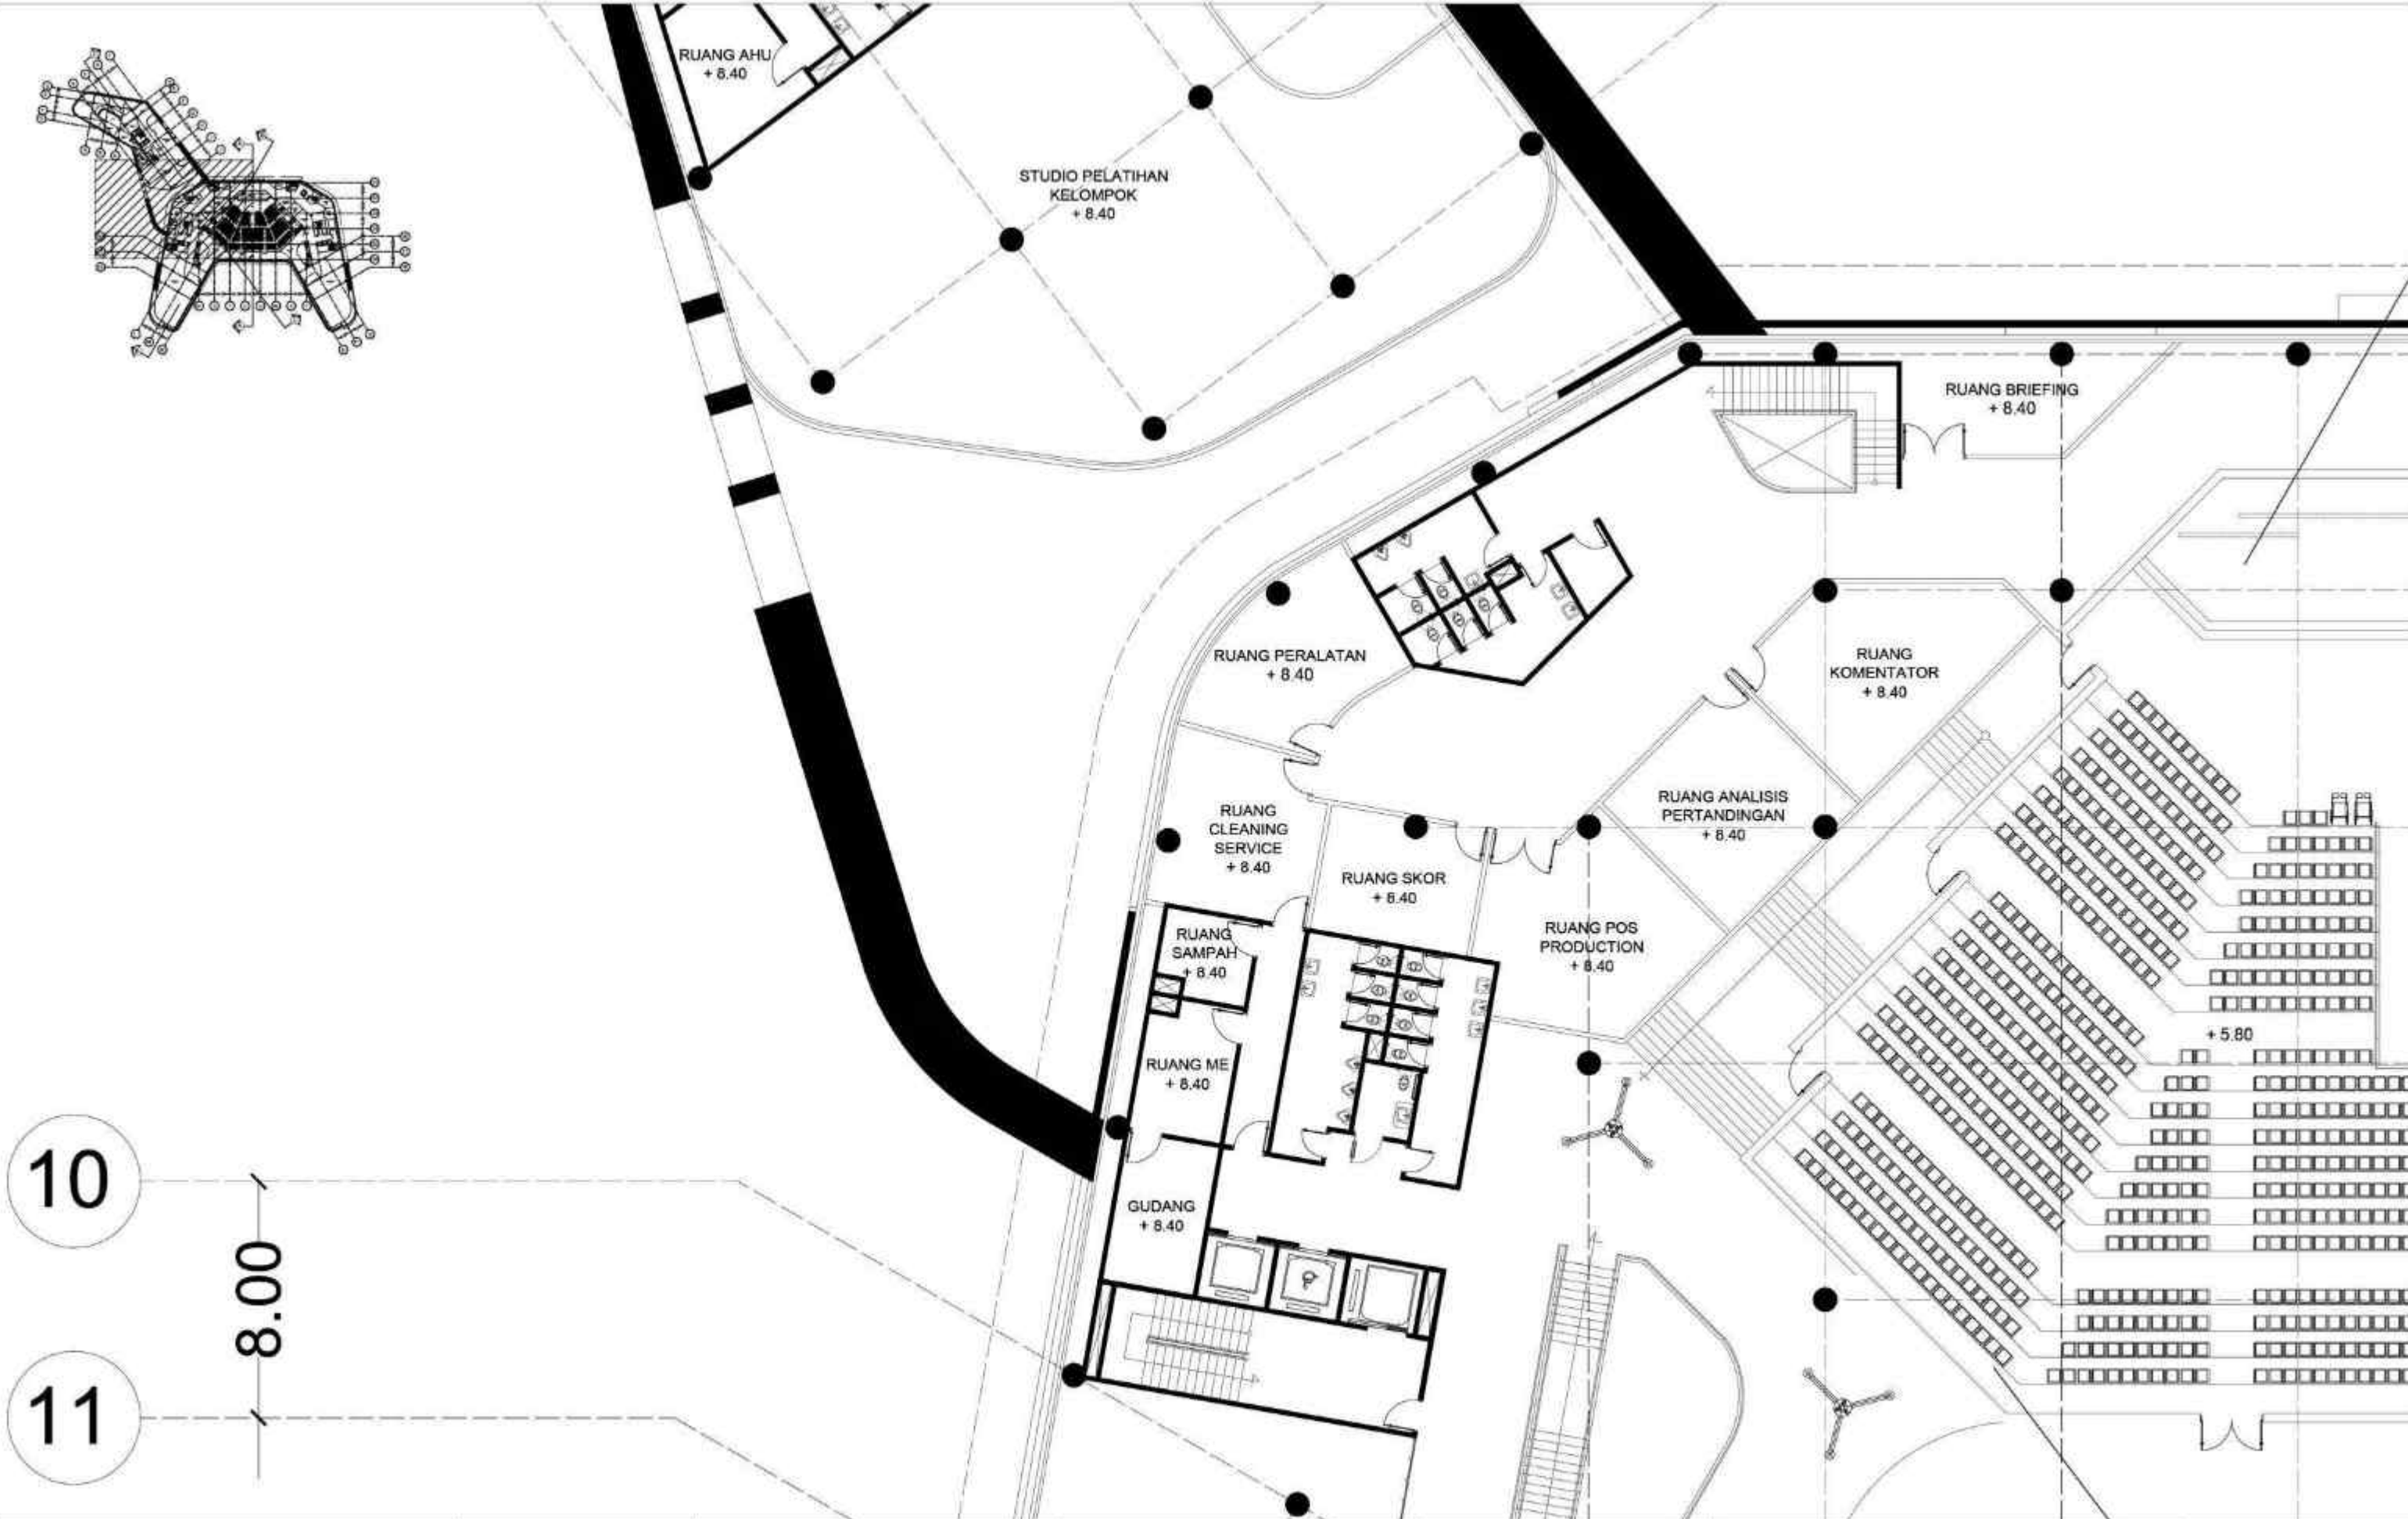 RUANG AHU
+ 8.40
STUDIO PELATIHAN
KELOMPOK
+ 8.40
RUANG BRIEFING
+ 8.40
RUANG PERALATAN
+ 8.40
RUANG
KOMENTATOR
+ 8.40
RUANG ANALISIS
PERTANDINGAN
+ 8.40
RUANG
CLEANING
SERVICE
+ 8.40
RUANG SKOR
+ 8.40
RUANG POS
PRODUCTION
+ 8.40
RUANG
SAMPAH
+ 8.40
+ 5.80
RUANG ME
+ 8.40
GUDANG
+ 8.40
10
8.00
11